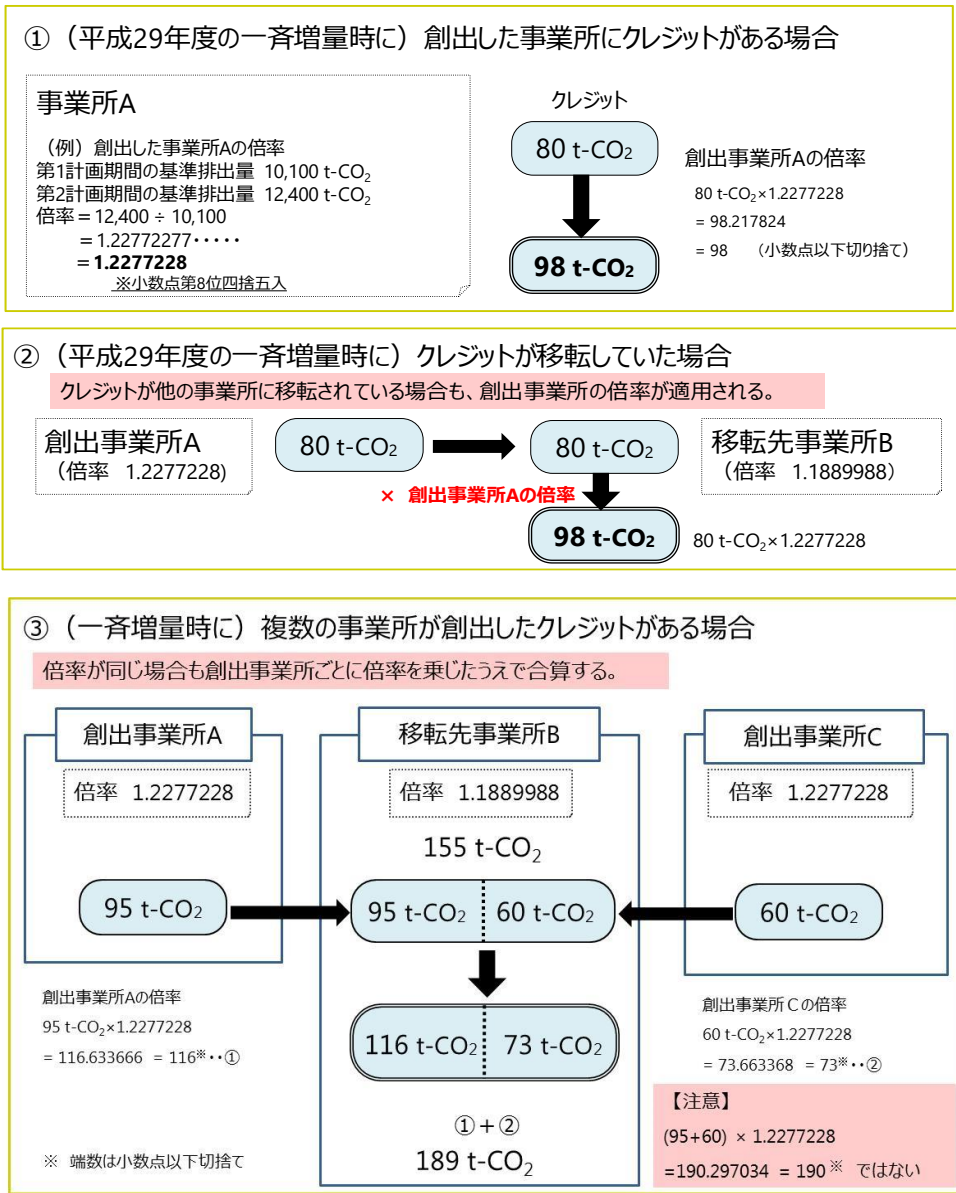 ①（平成29年度の一斉増量時に）創出した事業所にクレジットがある場合
事業所A
（例）創出した事業所Aの倍率
第1計画期間の基準排出量 10,100 t-CO₂
第2計画期間の基準排出量 12,400 t-CO₂
倍率＝12,400 ÷ 10,100
＝1.22772277・・・・・
＝1.2277228
※小数点第8位四捨五入
クレジット
80 t-CO₂
98 t-CO₂
創出事業所Aの倍率
80 t-CO₂×1.2277228
= 98.217824
= 98 （小数点以下切り捨て）
②（平成29年度の一斉増量時に）クレジットが移転していた場合
クレジットが他の事業所に移転されている場合も、創出事業所の倍率が適用される。
創出事業所A
（倍率 1.2277228)
80 t-CO₂
80 t-CO₂
移転先事業所B
（倍率 1.1889988）
× 創出事業所Aの倍率
98 t-CO₂
80 t-CO₂×1.2277228
③（一斉増量時に）複数の事業所が創出したクレジットがある場合
倍率が同じ場合も創出事業所ごとに倍率を乗じたうえで合算する。
創出事業所A
移転先事業所B
創出事業所C
倍率 1.2277228
倍率 1.1889988
倍率 1.2277228
155 t-CO₂
95 t-CO₂
95 t-CO₂
60 t-CO₂
60 t-CO₂
創出事業所Aの倍率
95 t-CO₂×1.2277228
= 116.633666 = 116※・・①
116 t-CO₂
73 t-CO₂
創出事業所Cの倍率
60 t-CO₂×1.2277228
= 73.663368 = 73※・・②
①＋②
189 t-CO₂
※ 端数は小数点以下切捨て
【注意】
(95+60) × 1.2277228
=190.297034 = 190※ ではない